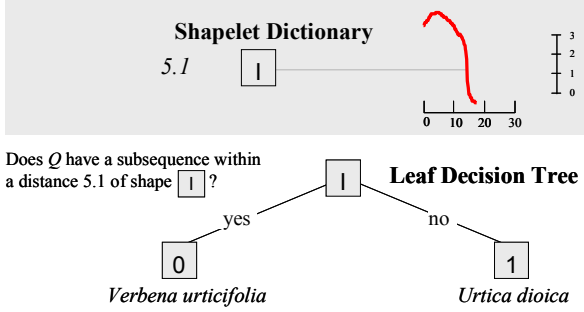 Shapelet Dictionary
5.1
I
3
2
1
0
0 10 20 30
Does Q have a subsequence within
a distance 5.1 of shape I ?
I
Leaf Decision Tree
yes
no
0
1
Verbena urticifolia
Urtica dioica